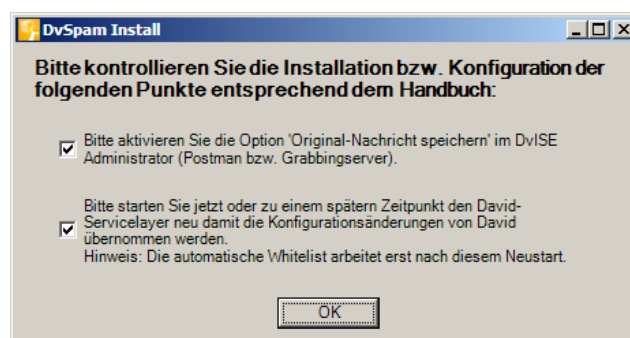 DvSpam Install
Bitte kontrollieren Sie die Installation bzw. Konfiguration der
folgenden Punkte entsprechend dem Handbuch:
Bitte aktivieren Sie die Option 'Original-Nachricht speichern' im DvISE
Administrator (Postman bzw. Grabbingserver).
Bitte starten Sie jetzt oder zu einem spätern Zeitpunkt den David-
Servicelayer neu damit die Konfigurationsänderungen von David
übernommen werden.
Hinweis: Die automatische Whitelist arbeitet erst nach diesem Neustart.
OK